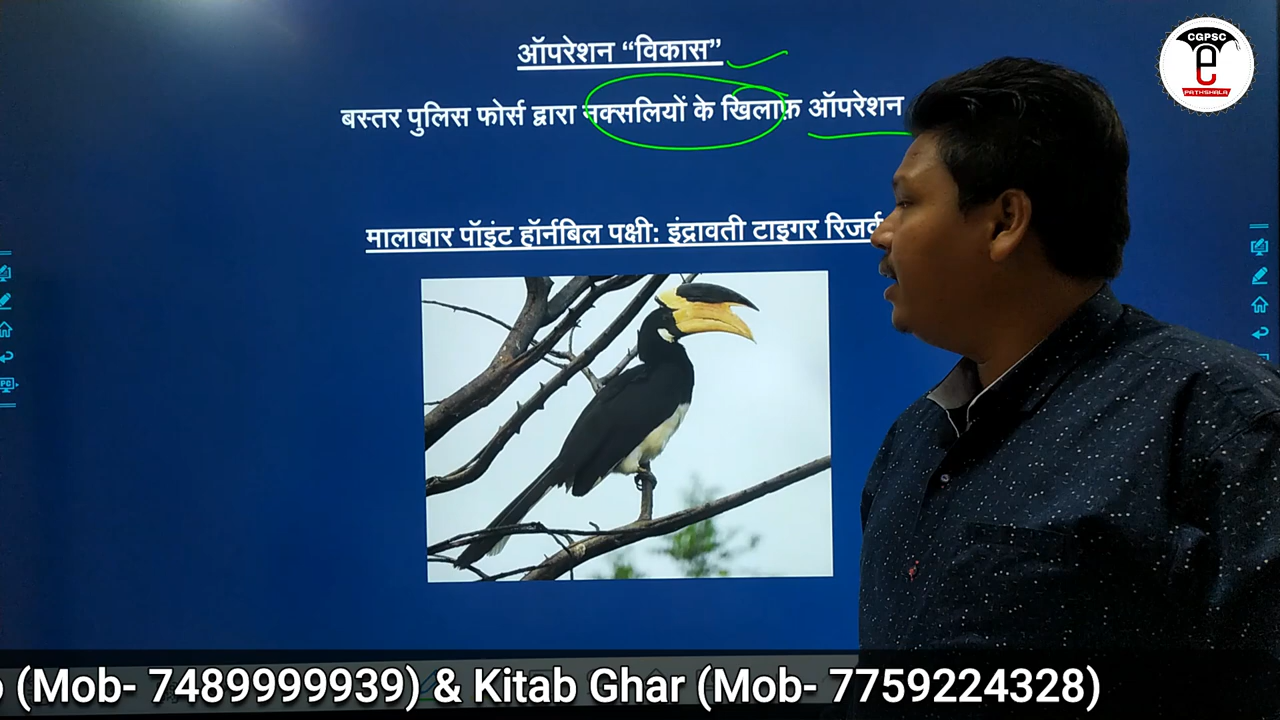 ऑपरेशन “विकास”
बस्तर पुलिस फोर्स द्वारा नक्सलियों के खिलाफ़ ऑपरेशन
मालाबार पॉइंट हॉर्नबिल पक्षी: इंद्रावती टाइगर रिजर्व
CGPSC
e
PATHSHALA
(Mob- 7489999939) & Kitab Ghar (Mob- 7759224328)